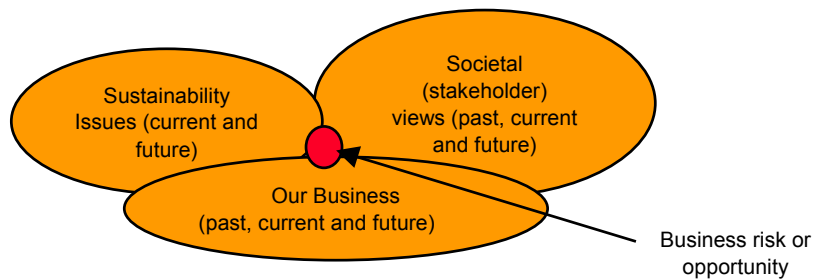 Sustainability
Issues (current and
future)
Societal
(stakeholder)
views (past, current
and future)
Our Business
(past, current and future)
Business risk or
opportunity